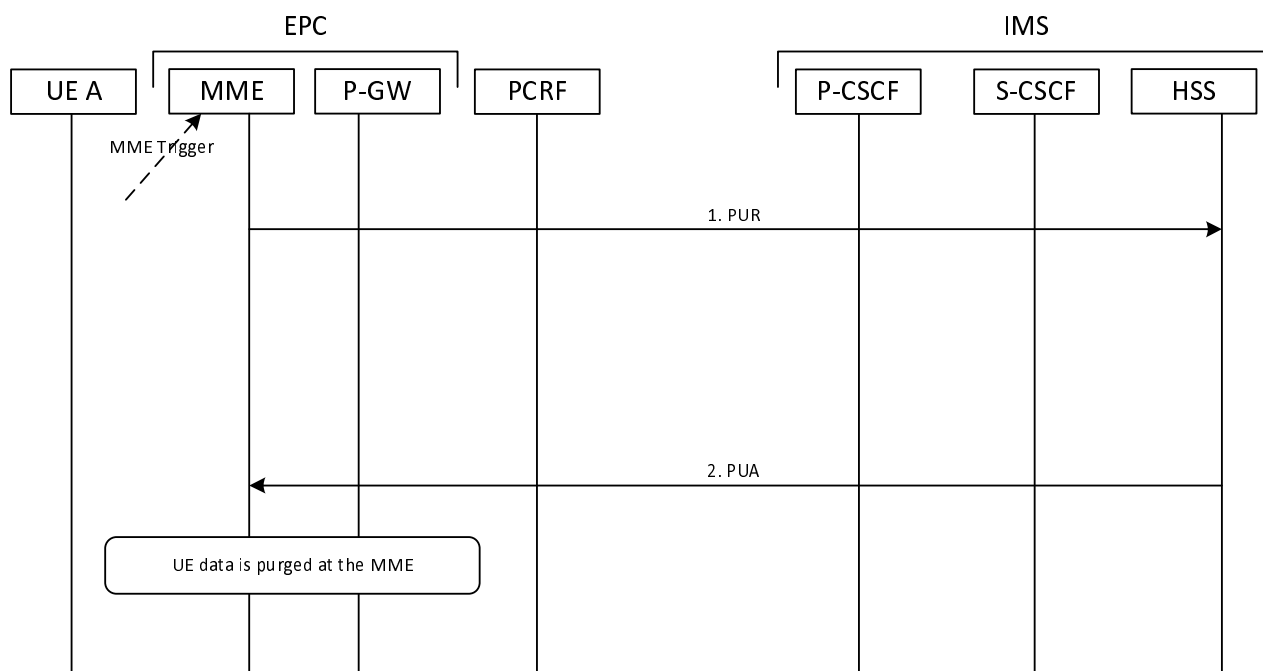 EPC
IMS
UE A
MME
P-GW
PCRF
P-CSCF
S-CSCF
HSS
MME Trigger
1. PUR
2. PUA
UE data is purged at the MME